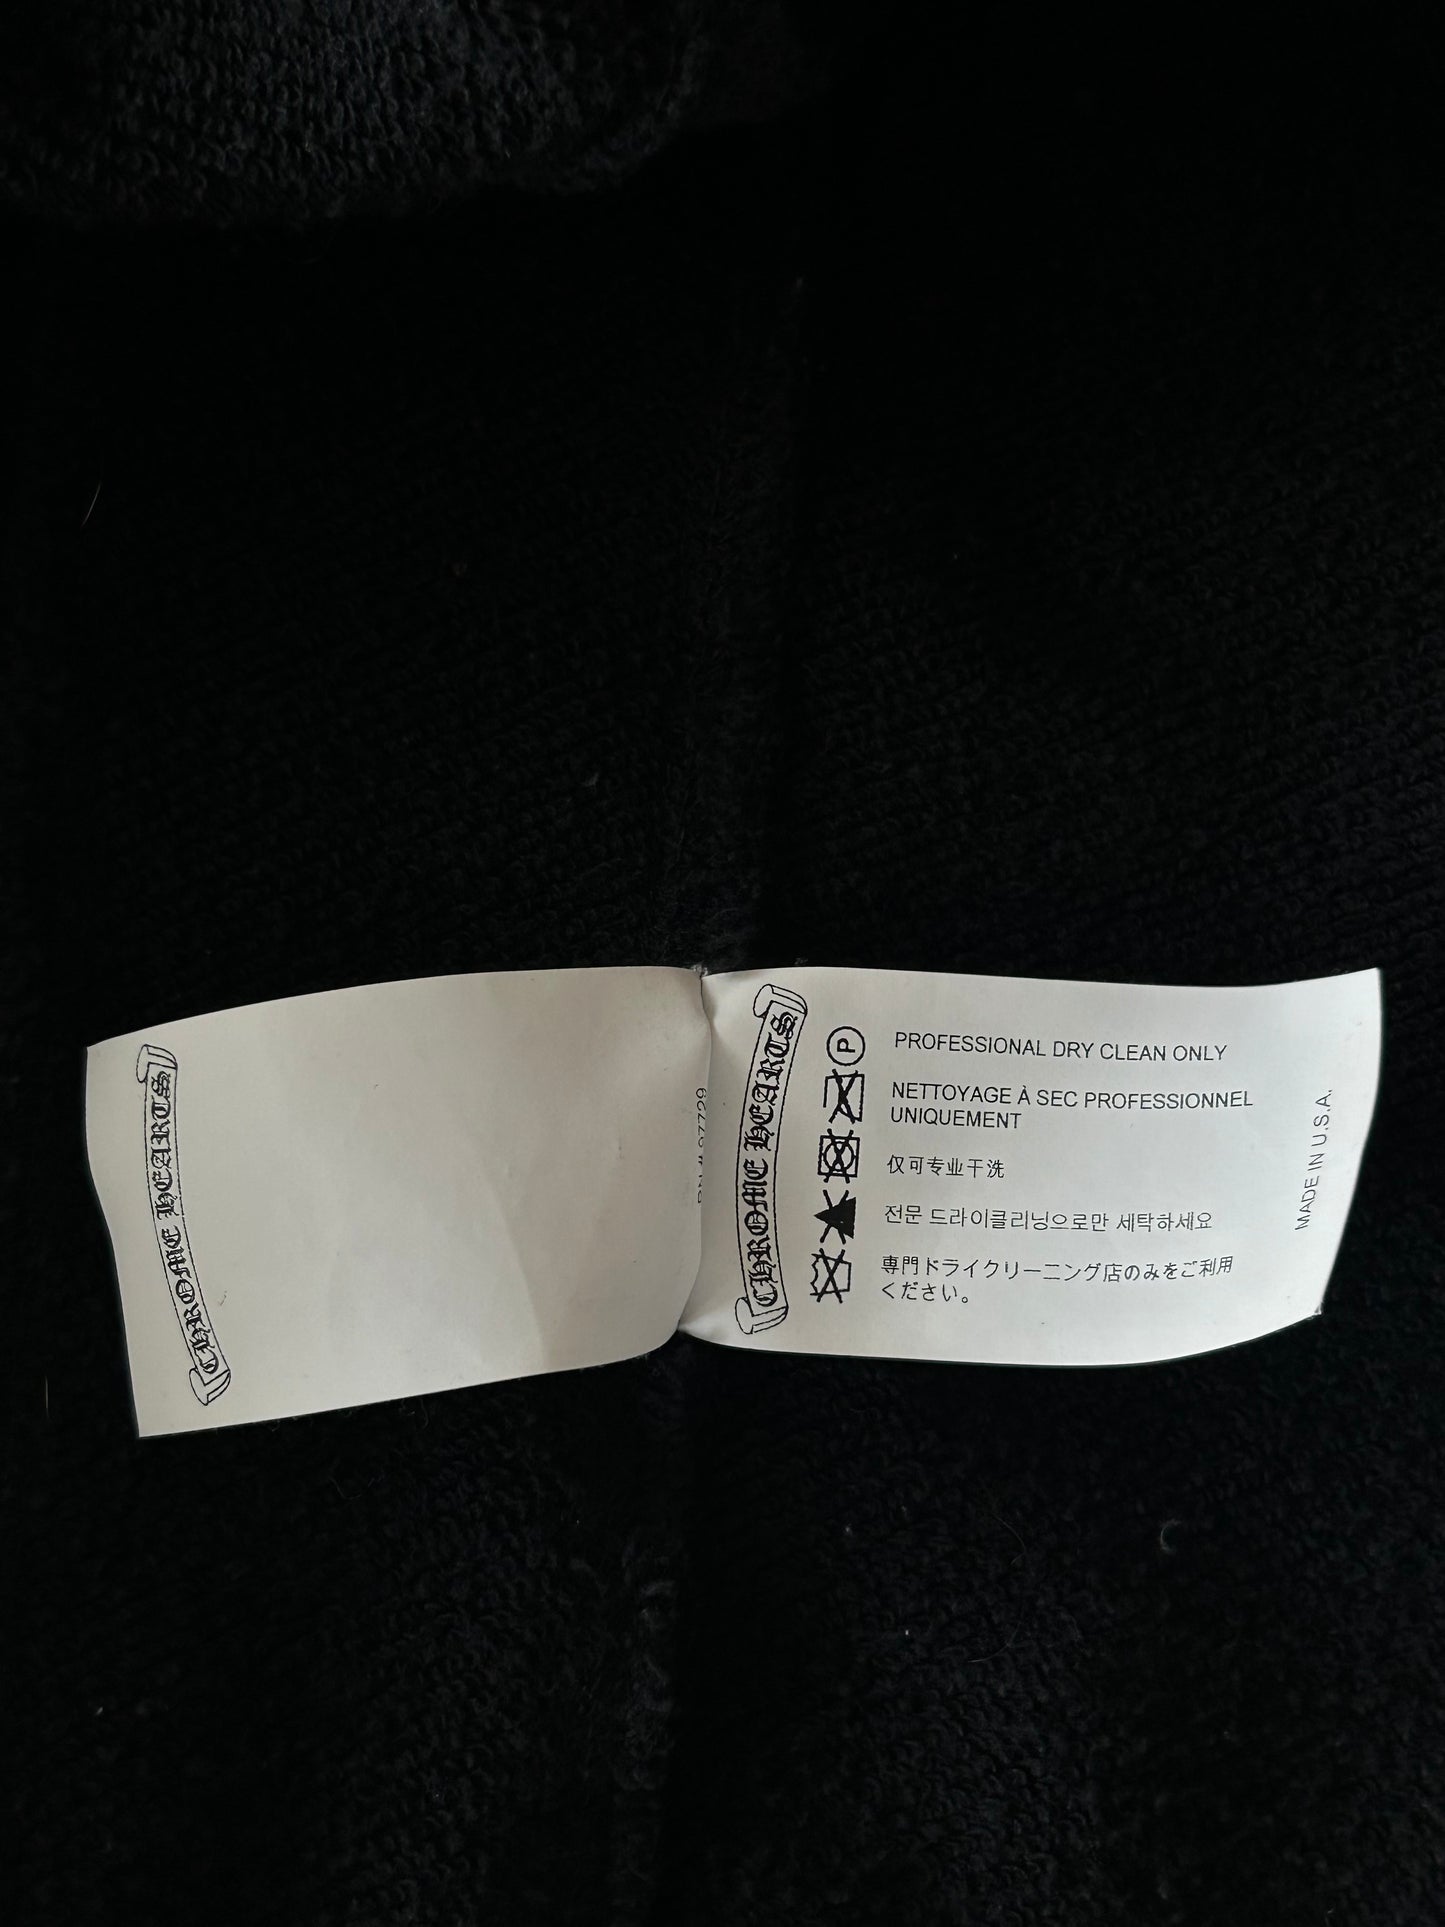 CHROME HEARTS
RN# 97729
CHROME HEARTS
P
PROFESSIONAL DRY CLEAN ONLY
NETTOYAGE À SEC PROFESSIONNEL
UNIQUEMENT
仅可专业干洗
전문 드라이클리닝으로만 세탁하세요
専門ドライクリーニング店のみをご利用
ください。
MADE IN U.S.A.